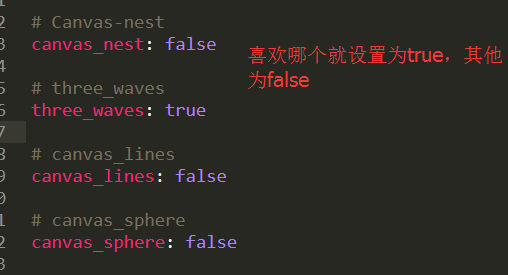 2 # Canvas-nest
3 canvas_nest: false
喜欢哪个就设置为true，其他
为false
4
5 # three_waves
6 three_waves: true
7
8 # canvas_lines
9 canvas_lines: false
0
1 # canvas_sphere
2 canvas_sphere: false
3